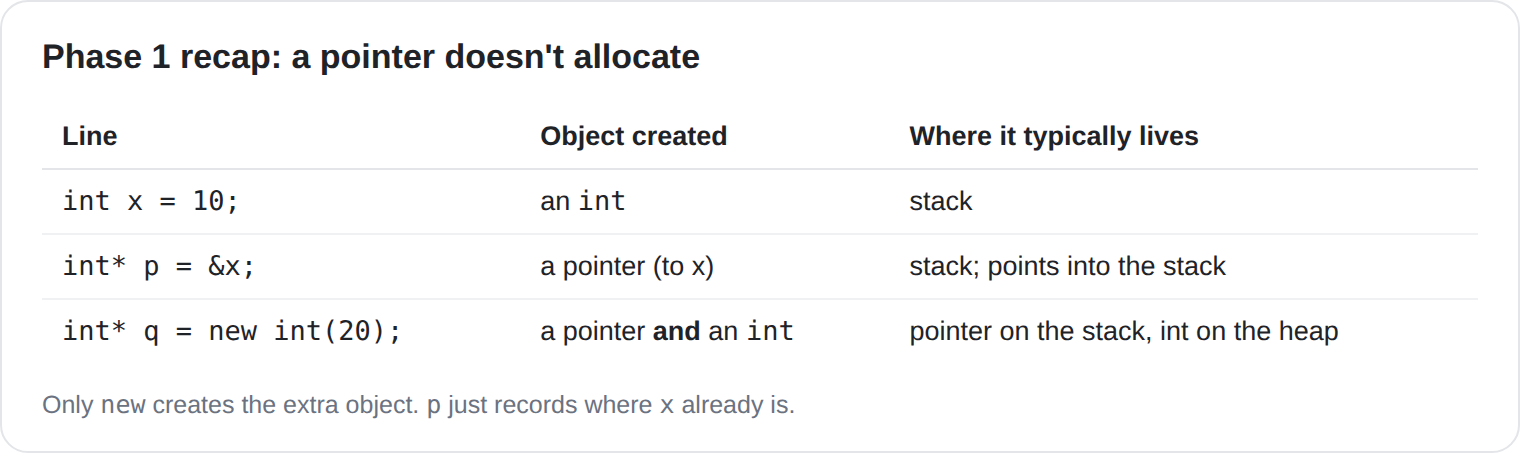 Phase 1 recap: a pointer doesn't allocate
Line Object created Where it typically lives
int x = 10; an int stack
int* p = &x; a pointer (to x) stack; points into the stack
int* q = new int(20); a pointer and an int pointer on the stack, int on the heap
Only new creates the extra object. p just records where x already is.